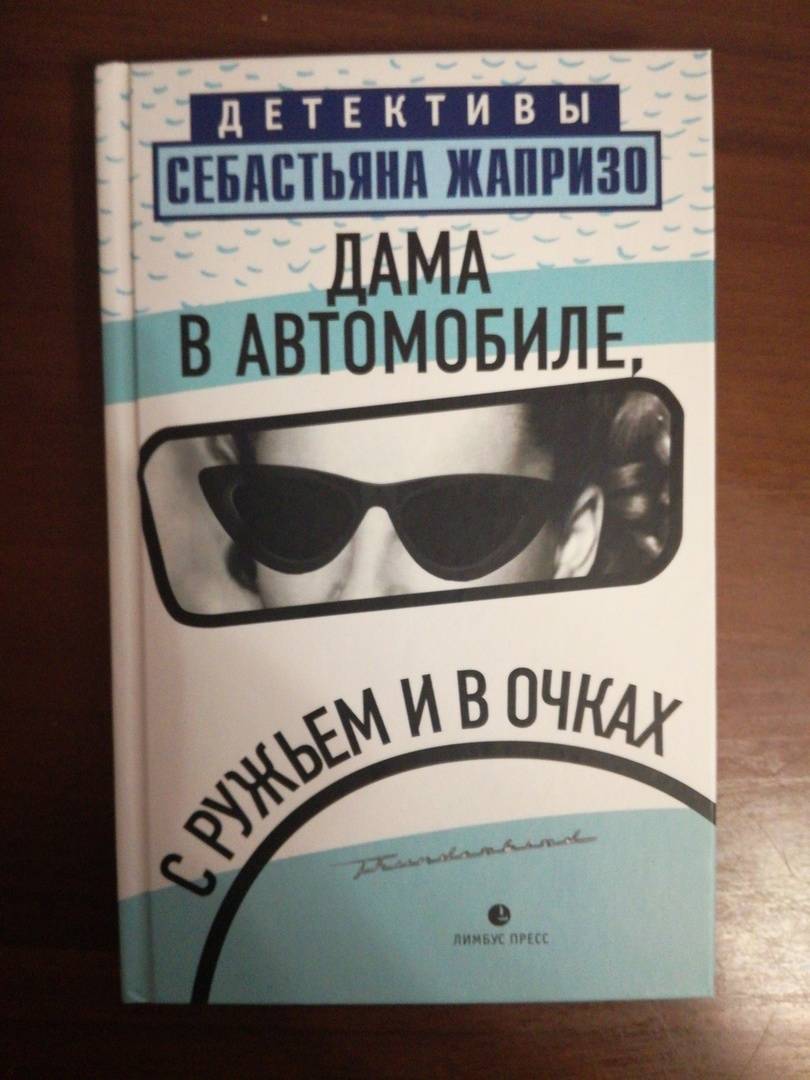 ДЕТЕКТИВЫ
СЕБАСТЬЯНА ЖАПРИЗО
ДАМА
В АВТОМОБИЛЕ,
С РУЖЬЕМ И В ОЧКАХ
ЛИМБУС ПРЕСС